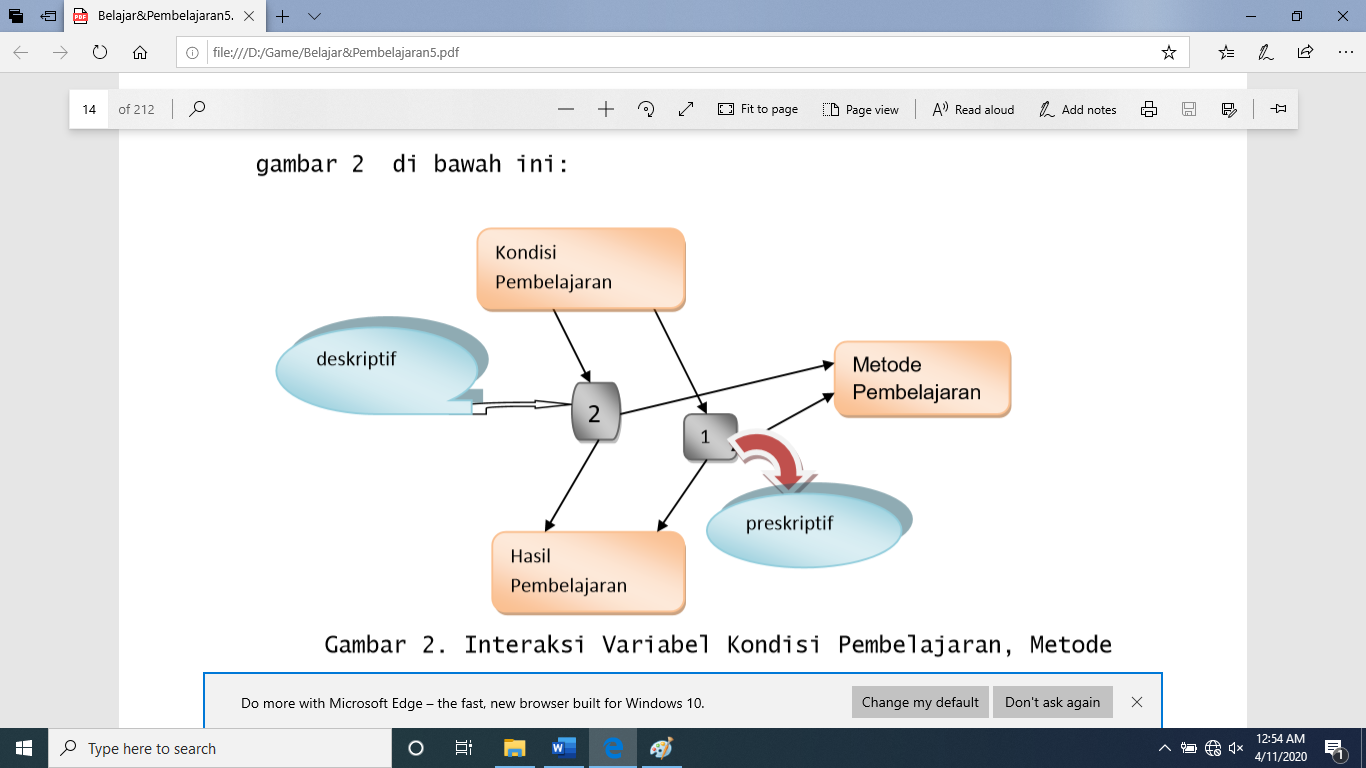 Belajar&Pembelajaran5.
file:///D:/Game/Belajar&Pembelajaran5.pdf
14 of 212
Fit to page
Page view
Read aloud
Add notes
gambar 2 di bawah ini:
Kondisi
Pembelajaran
deskriptif
Metode
Pembelajaran
2
1
preskriptif
Hasil
Pembelajaran
Gambar 2. Interaksi Variabel Kondisi Pembelajaran, Metode
Do more with Microsoft Edge – the fast, new browser built for Windows 10.
Change my default
Don't ask again
Type here to search
12:54 AM
4/11/2020
1